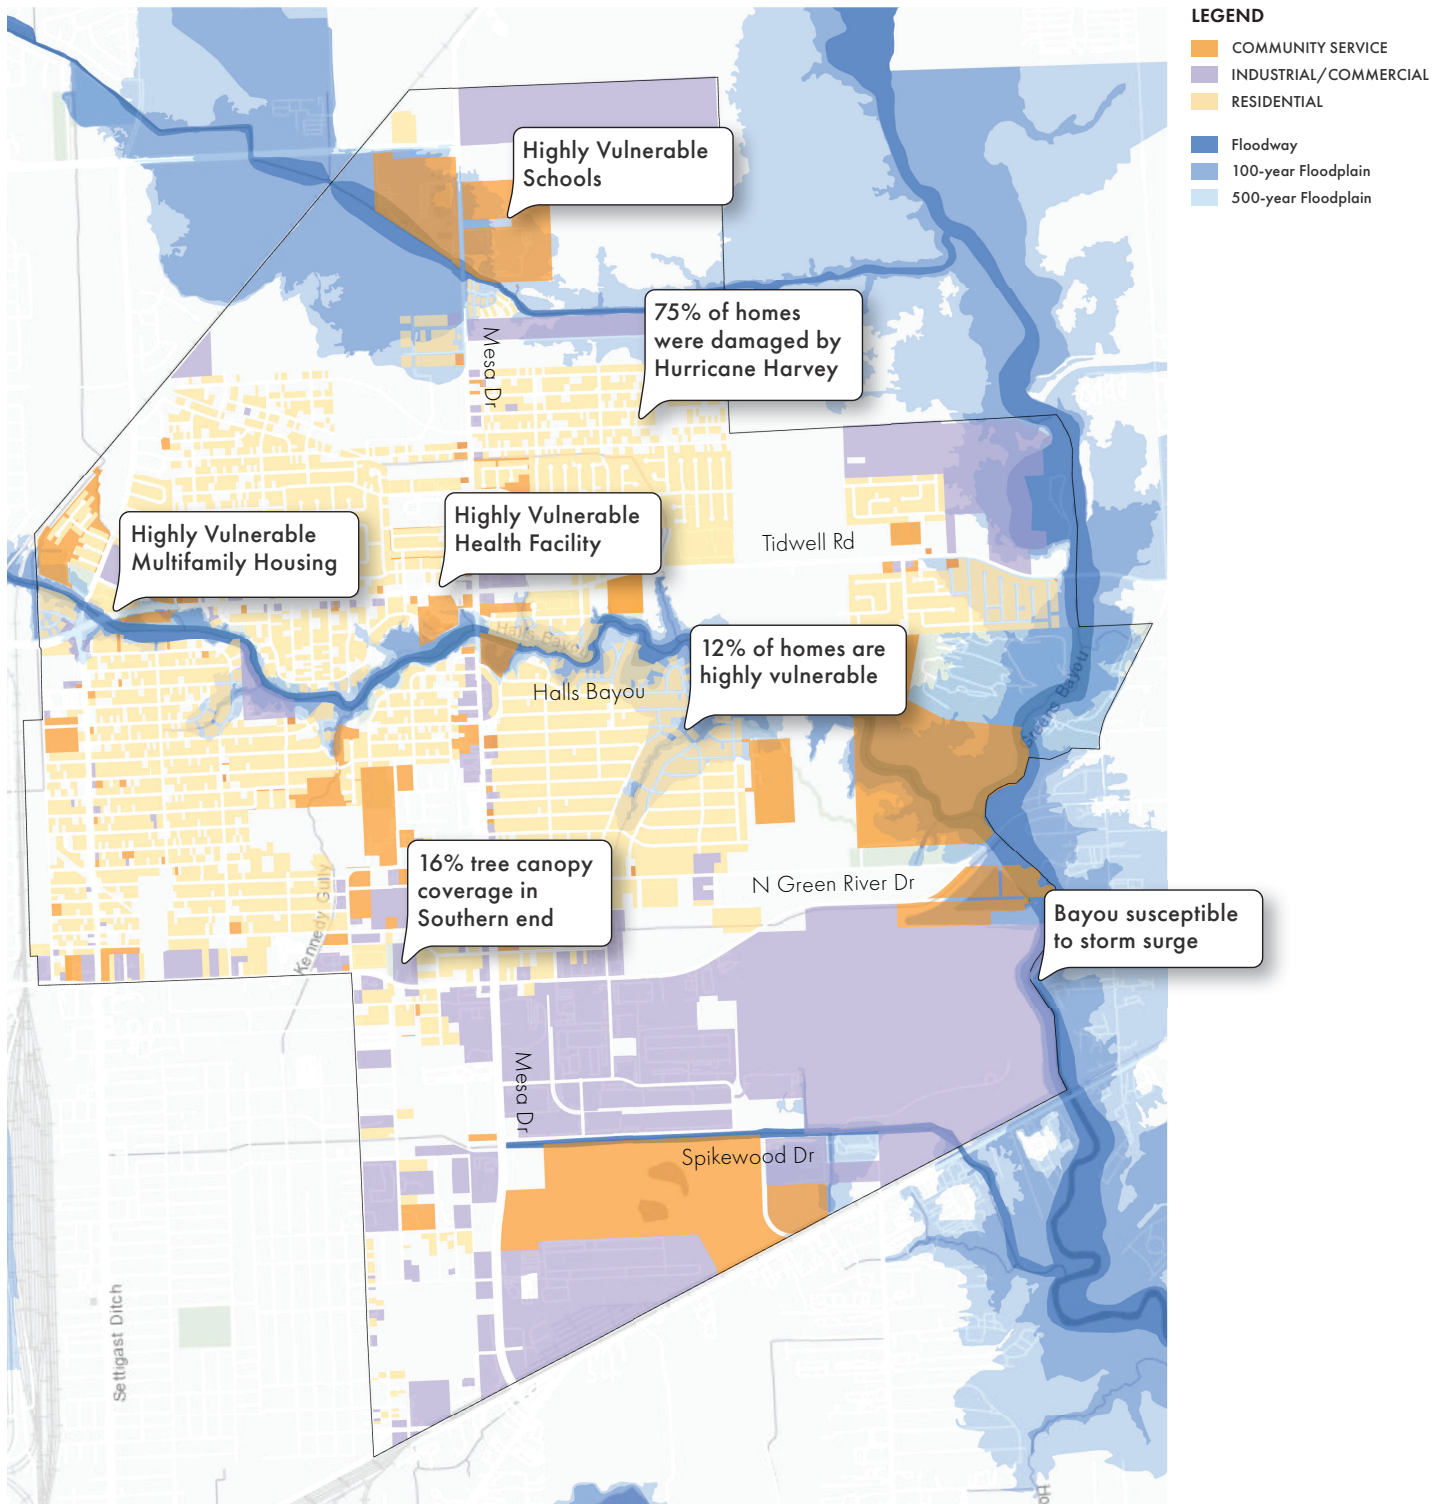 LEGEND
COMMUNITY SERVICE
INDUSTRIAL/COMMERCIAL
RESIDENTIAL
Floodway
100-year Floodplain
500-year Floodplain
Highly Vulnerable
Schools
75% of homes
were damaged by
Hurricane Harvey
Mesa Dr
Highly Vulnerable
Multifamily Housing
Highly Vulnerable
Health Facility
Tidwell Rd
Halls Bayou
12% of homes are
highly vulnerable
Halls Bayou
Greens Bayou
16% tree canopy
coverage in
Southern end
N Green River Dr
Kennedy Gully
Bayou susceptible
to storm surge
Mesa Dr
Spikewood Dr
Settigast Ditch